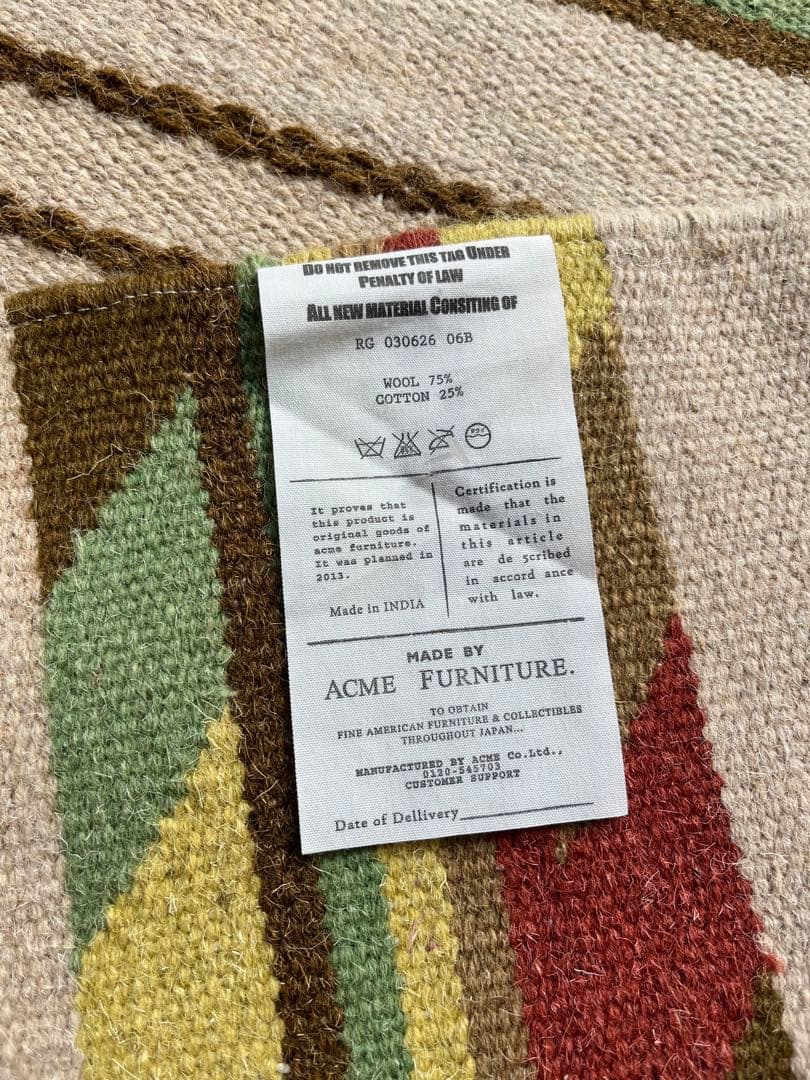 DO NOT REMOVE THIS TAG UNDER
PENALTY OF LAW
ALL NEW MATERIAL CONSITING OF
RG 030626 06B
WOOL 75%
COTTON 25%
It proves that
this product is
original goods of
acme furniture.
It was planned in
2013.
Made in INDIA
Certification is
made that the
materials in
this article
are de scribed
in accord ance
with law.
MADE BY
ACME FURNITURE.
TO OBTAIN
FINE AMERICAN FURNITURE & COLLECTIBLES
THROUGHOUT JAPAN...
MANUFACTURED BY ACME Co.Ltd.,
0120-545703
CUSTOMER SUPPORT
Date of Dellivery